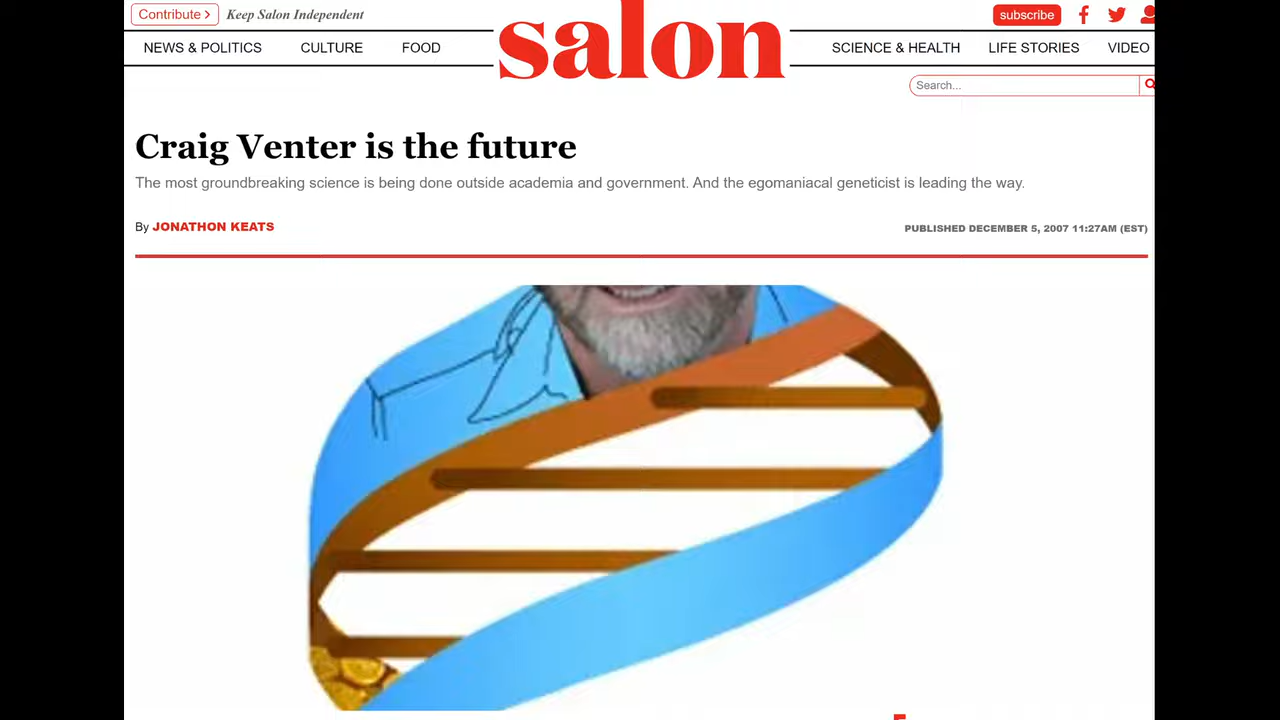 Contribute
Keep Salon Independent
subscribe
NEWS & POLITICS
CULTURE
FOOD
salon
SCIENCE & HEALTH
LIFE STORIES
VIDEO
Search...
Craig Venter is the future
The most groundbreaking science is being done outside academia and government. And the egomaniacal geneticist is leading the way.
By JONATHON KEATS
PUBLISHED DECEMBER 5, 2007 11:27AM (EST)